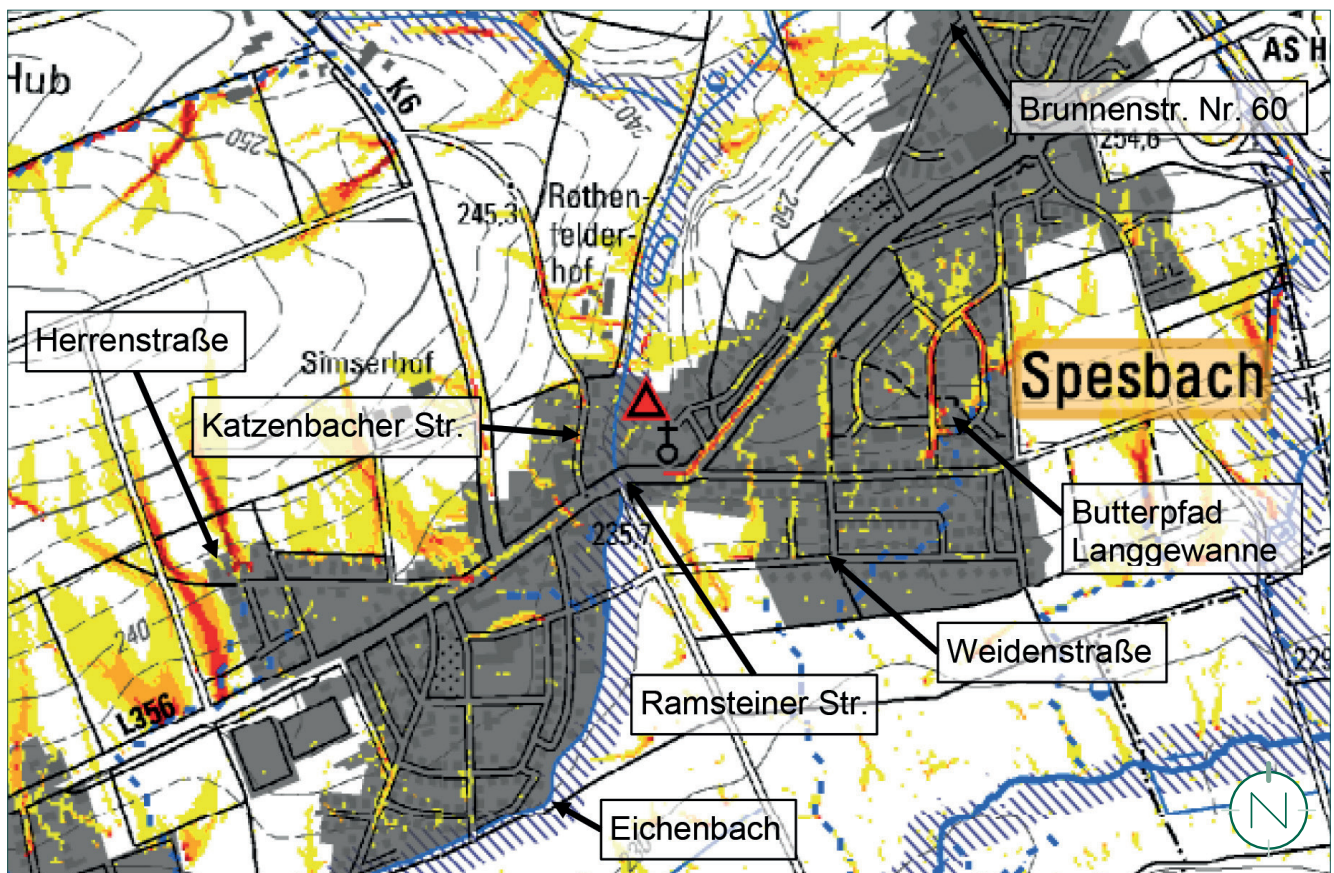 Hub
K6
250
240
AS H
Brunnenstr. Nr. 60
254,6
245,3
Rothen-
felder-
hof
250
Herrenstraße
Simserhof
Katzenbacher Str.
Spesbach
235,7
Butterpfad
Langgewanne
240
Weidenstraße
229
Ramsteiner Str.
L356
Eichenbach
230
N